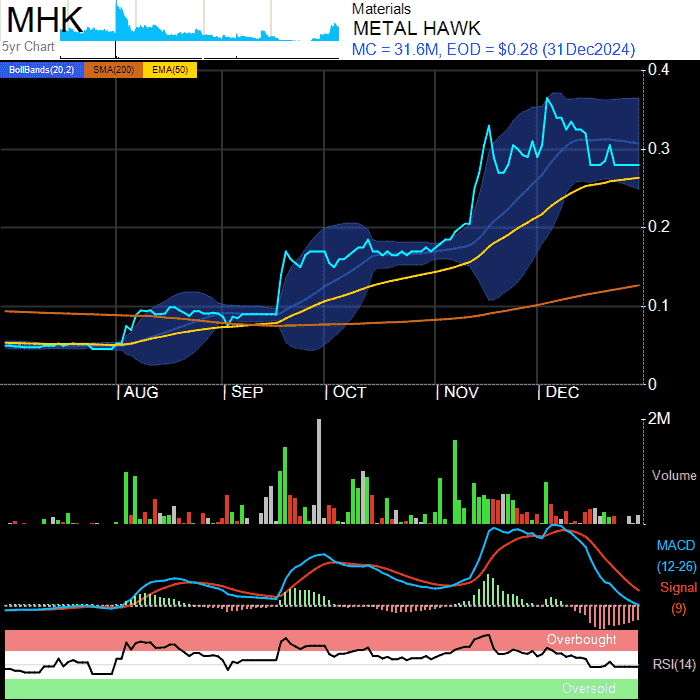 MHK
5yr Chart
Materials
METAL HAWK
MC = 31.6M, EOD = $0.28 (31Dec2024)
BollBands(20,2) SMA(200) EMA(50)
0.4
0.3
0.2
0.1
0
AUG SEP OCT NOV DEC
2M
Volume
MACD
(12-26)
Signal
(9)
Overbought
RSI(14)
Oversold